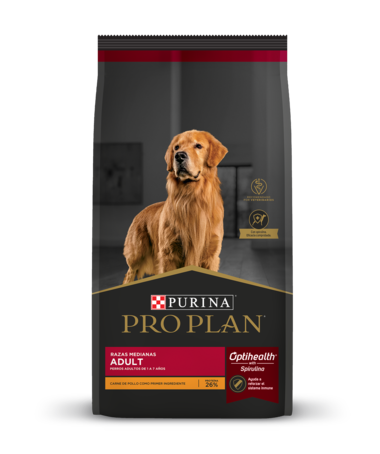 PURINA
PRO PLAN
RAZAS MEDIANAS
ADULT
PERROS ADULTOS DE 1 A 7 AÑOS
CARNE DE POLLO COMO PRIMER INGREDIENTE
26%
Optihealth
with
Spirulina
Ayuda a
reforzar el
sistema inmune